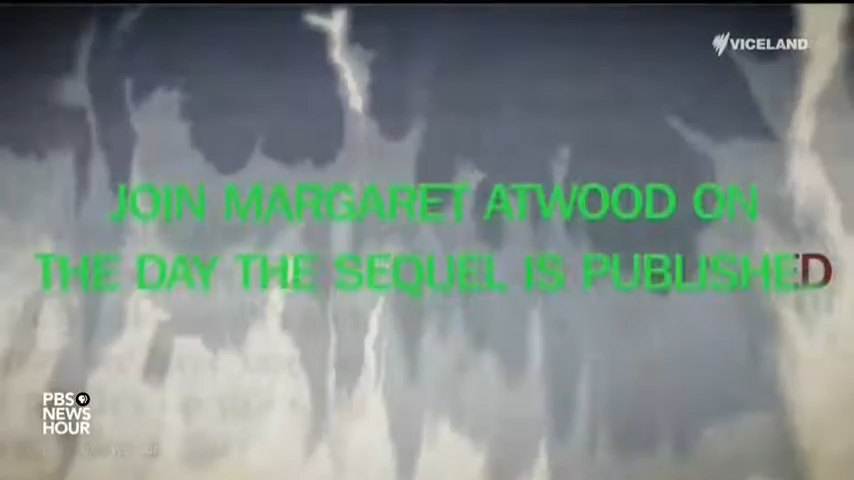 VICELAND
JOIN MARGARET ATWOOD ON
THE DAY THE SEQUEL IS PUBLISHED
PBS
NEWS
HOUR